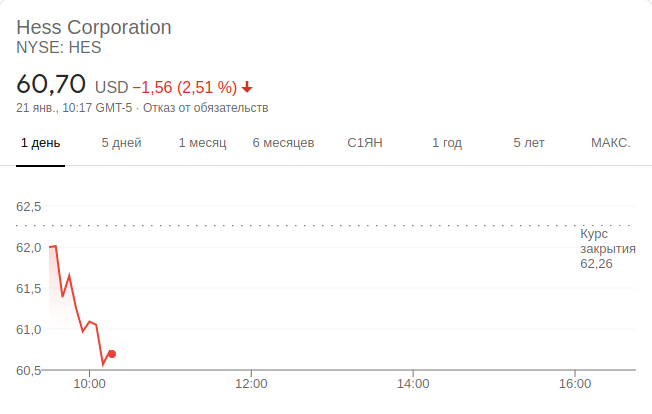 Hess Corporation
NYSE: HES
60,70 USD −1,56 (2,51 %)
21 янв., 10:17 GMT-5 · Отказ от обязательств
1 день 5 дней 1 месяц 6 месяцев С1ЯН 1 год 5 лет МАКС.
62,5
Курс
закрытия
62,26
62,0
61,5
61,0
60,5
10:00 12:00 14:00 16:00